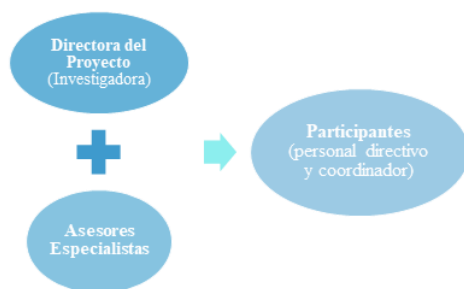 Directora del
Proyecto
(Investigadora)
Asesores
Especialistas
Participantes
(personal directivo
y coordinador)